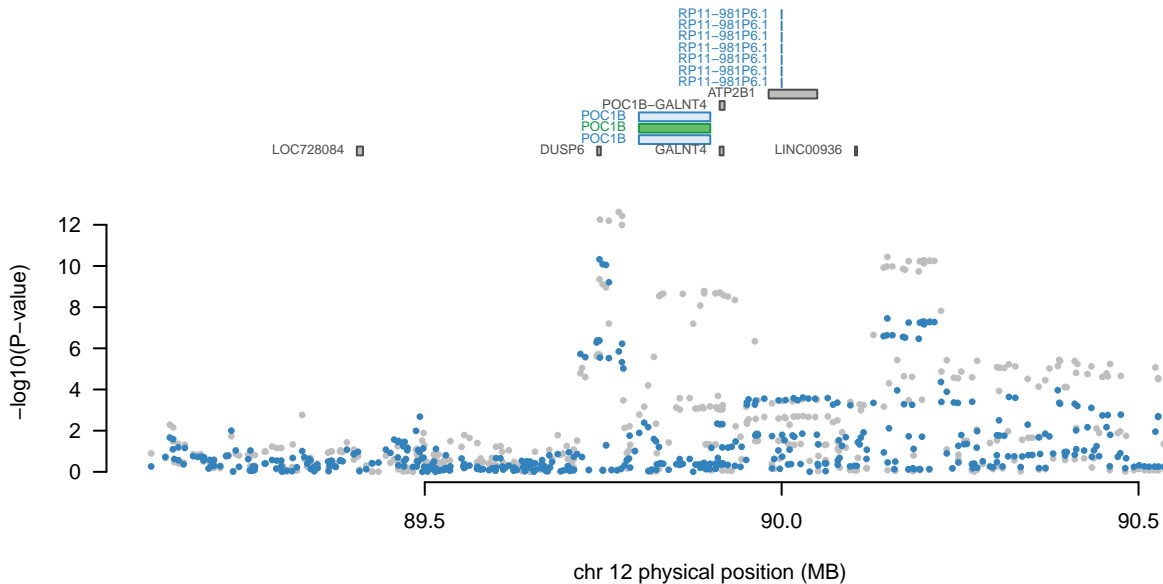 RP11−981P6.1
RP11−981P6.1
RP11−981P6.1
RP11−981P6.1
RP11−981P6.1
RP11−981P6.1
RP11−981P6.1
ATP2B1
POC1B−GALNT4
POC1B
POC1B
POC1B
LOC728084 DUSP6 GALNT4 LINC00936
12
10
8
6
4
2
0
−log10(P−value)
89.5 90.0 90.5
chr 12 physical position (MB)